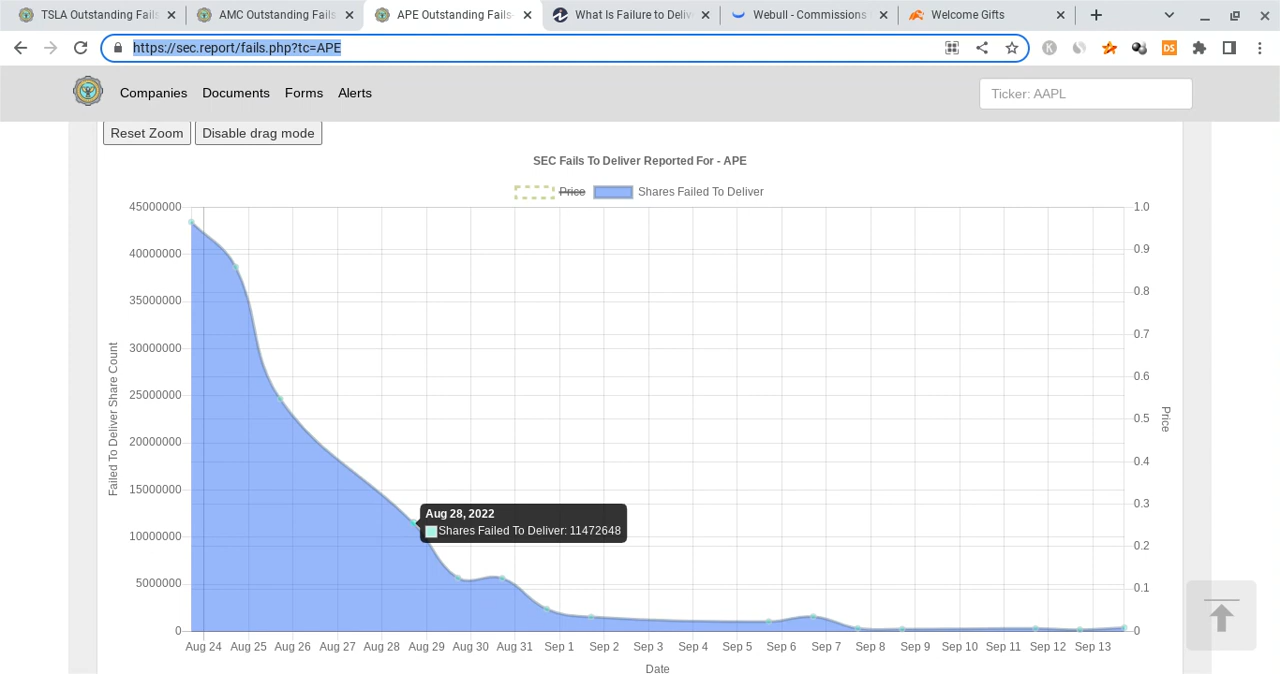 TSLA Outstanding Fails
AMC Outstanding Fails
APE Outstanding Fails-
What Is Failure to Deliv
Webull - Commissions
Welcome Gifts
https://sec.report/fails.php?tc=APE
K
DS
Companies Documents Forms Alerts
Ticker: AAPL
Reset Zoom
Disable drag mode
SEC Fails To Deliver Reported For - APE
Price
Shares Failed To Deliver
45000000
40000000
35000000
30000000
25000000
20000000
15000000
10000000
5000000
0
Failed To Deliver Share Count
1.0
0.9
0.8
0.7
0.6
0.5
0.4
0.3
0.2
0.1
0
Price
Aug 28, 2022
Shares Failed To Deliver: 11472648
Aug 24 Aug 25 Aug 26 Aug 27 Aug 28 Aug 29 Aug 30 Aug 31 Sep 1 Sep 2 Sep 3 Sep 4 Sep 5 Sep 6 Sep 7 Sep 8 Sep 9 Sep 10 Sep 11 Sep 12 Sep 13
Date